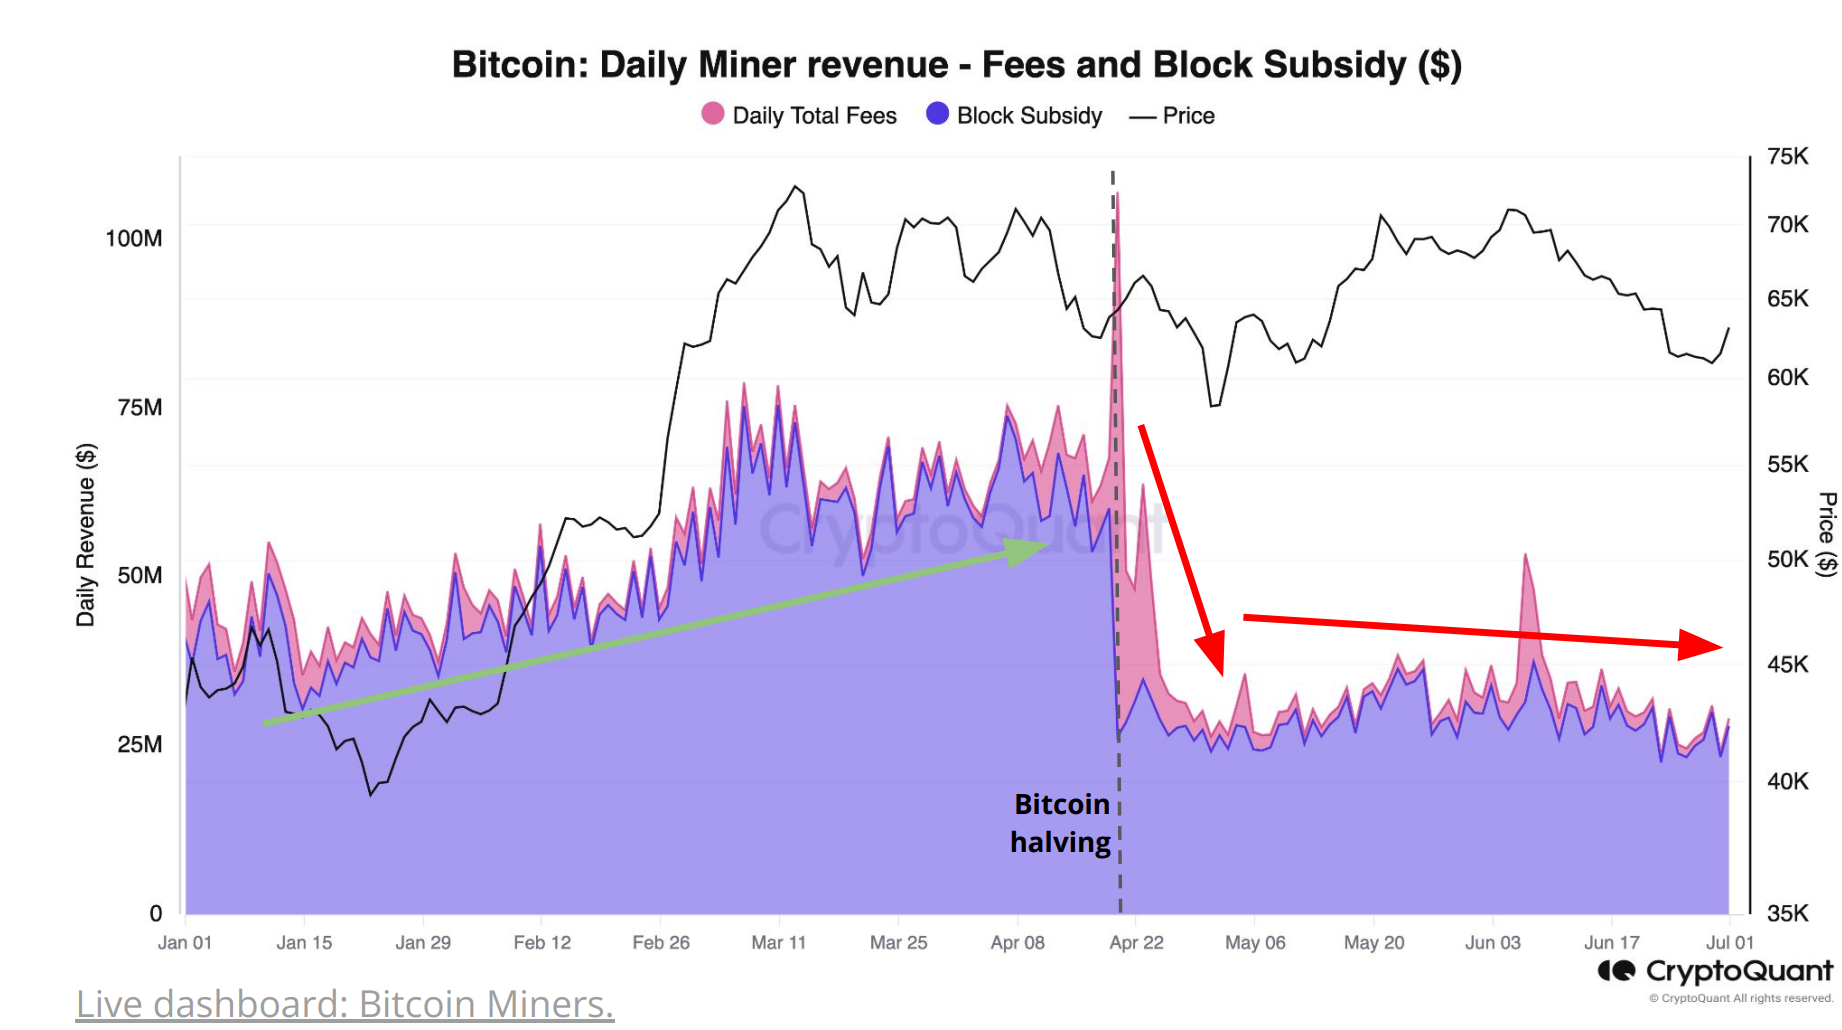 Bitcoin: Daily Miner revenue - Fees and Block Subsidy ($)
Daily Total Fees Block Subsidy Price
75K
100M 70K
65K
75M 60K
55K
CryptoQuant
50M 50K
45K
25M 40K
0 35K
Daily Revenue ($)
Price ($)
Bitcoin
halving
Jan 01 Jan 15 Jan 29 Feb 12 Feb 26 Mar 11 Mar 25 Apr 08 Apr 22 May 06 May 20 Jun 03 Jun 17 Jul 01
CryptoQuant
© CryptoQuant All rights reserved.
Live dashboard: Bitcoin Miners.